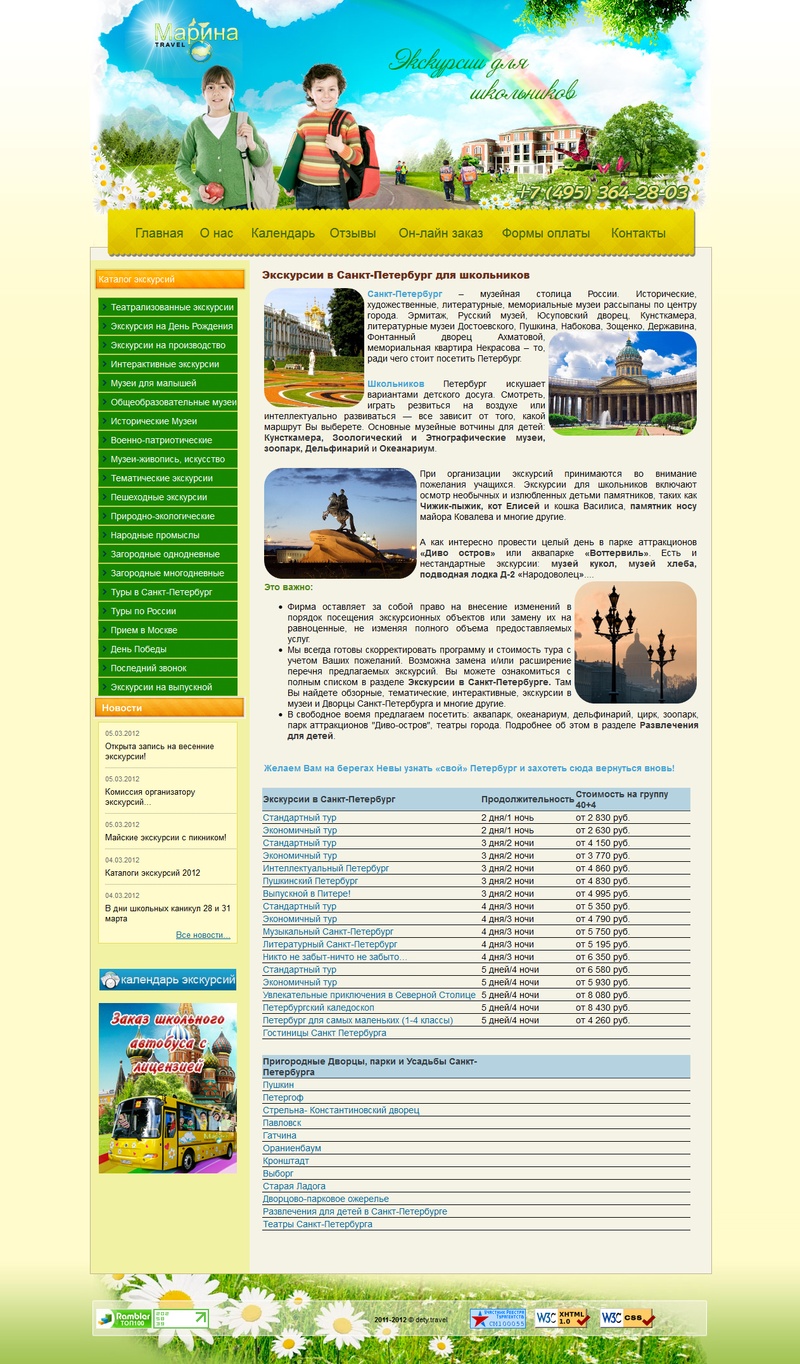 Марина
TRAVEL
Экскурсии для
школьников
+7 (495) 364-28-03
Главная О нас Календарь Отзывы Он-лайн заказ Формы оплаты Контакты
Каталог экскурсий
Театрализованные экскурсии
Экскурсия на День Рождения
Экскурсии на производство
Интерактивные экскурсии
Музеи для малышей
Общеобразовательные музеи
Исторические Музеи
Военно-патриотические
Музеи-живопись, искусство
Тематические экскурсии
Пешеходные экскурсии
Природно-экологические
Народные промыслы
Загородные однодневные
Загородные многодневные
Туры в Санкт-Петербург
Туры по России
Прием в Москве
День Победы
Последний звонок
Экскурсии на выпускной
Новости
05.03.2012
Открыта запись на весенние
экскурсии!
05.03.2012
Комиссия организатору
экскурсий...
05.03.2012
Майские экскурсии с пикником!
04.03.2012
Каталоги экскурсий 2012
04.03.2012
В дни школьных каникул 28 и 31
марта
Все новости...
календарь экскурсий
Заказ школьного
автобуса с
лицензией
Экскурсии в Санкт-Петербург для школьников
Санкт-Петербург – музейная столица России. Исторические,
художественные, литературные, мемориальные музеи рассыпаны по центру
города. Эрмитаж, Русский музей, Юсуповский дворец, Кунсткамера,
литературные музеи Достоевского, Пушкина, Набокова, Зощенко, Державина,
Фонтанный дворец Ахматовой,
мемориальная квартира Некрасова – то,
ради чего стоит посетить Петербург.
Школьников Петербург искушает
вариантами детского досуга. Смотреть,
играть резвиться на воздухе или
интеллектуально развиваться — все зависит от того, какой
маршрут Вы выберете. Основные музейные вотчины для детей:
Кунсткамера, Зоологический и Этнографические музеи,
зоопарк, Дельфинарий и Океанариум.
При организации экскурсий принимаются во внимание
пожелания учащихся. Экскурсии для школьников включают
осмотр необычных и излюбленных детьми памятников, таких как
Чижик-пыжик, кот Елисей и кошка Василиса, памятник носу
майора Ковалева и многие другие.
А как интересно провести целый день в парке аттракционов
«Диво остров» или аквапарке «Воттервиль». Есть и
нестандартные экскурсии: музей кукол, музей хлеба,
подводная лодка Д-2 «Народоволец»....
Это важно:
• Фирма оставляет за собой право на внесение изменений в
порядок посещения экскурсионных объектов или замену их на
равноценные, не изменяя полного объема предоставляемых
услуг.
• Мы всегда готовы скорректировать программу и стоимость тура с
учетом Ваших пожеланий. Возможна замена и/или расширение
перечня предлагаемых экскурсий. Вы можете ознакомиться с
полным списком в разделе Экскурсии в Санкт-Петербурге. Там
Вы найдете обзорные, тематические, интерактивные, экскурсии в
музеи и Дворцы Санкт-Петербурга и многие другие.
• В свободное воемя предлагаем посетить: аквапарк, океанариум, дельфинарий, цирк, зоопарк,
парк аттракционов "Диво-остров", театры города. Подробнее об этом в разделе Развлечения
для детей.
Желаем Вам на берегах Невы узнать «свой» Петербург и захотеть сюда вернуться вновь!
Экскурсии в Санкт-Петербург Продолжительность Стоимость на группу
40+4
Стандартный тур 2 дня/1 ночь от 2 830 руб.
Экономичный тур 2 дня/1 ночь от 2 630 руб.
Стандартный тур 3 дня/2 ночи от 4 150 руб.
Экономичный тур 3 дня/2 ночи от 3 770 руб.
Интеллектуальный Петербург 3 дня/2 ночи от 4 860 руб.
Пушкинский Петербург 3 дня/2 ночи от 4 830 руб.
Выпускной в Питере! 3 дня/2 ночи от 4 995 руб.
Стандартный тур 4 дня/3 ночи от 5 350 руб.
Экономичный тур 4 дня/3 ночи от 4 790 руб.
Музыкальный Санкт-Петербург 4 дня/3 ночи от 5 750 руб.
Литературный Санкт-Петербург 4 дня/3 ночи от 5 195 руб.
Никто не забыт-ничто не забыто... 4 дня/3 ночи от 6 350 руб.
Стандартный тур 5 дней/4 ночи от 6 580 руб.
Экономичный тур 5 дней/4 ночи от 5 930 руб.
Увлекательные приключения в Северной Столице 5 дней/4 ночи от 8 080 руб.
Петербургский каледоскоп 5 дней/4 ночи от 8 430 руб.
Петербург для самых маленьких (1-4 классы) 5 дней/4 ночи от 4 260 руб.
Гостиницы Санкт Петербурга
Пригородные Дворцы, парки и Усадьбы Санкт-
Петербурга
Пушкин
Петергоф
Стрельна- Константиновский дворец
Павловск
Гатчина
Ораниенбаум
Кронштадт
Выборг
Старая Ладога
Дворцово-парковое ожерелье
Развлечения для детей в Санкт-Петербурге
Театры Санкт-Петербурга
Rambler
ТОП100
2011-2012 © dety.travel
W3C XHTML
1.0
W3C CSS